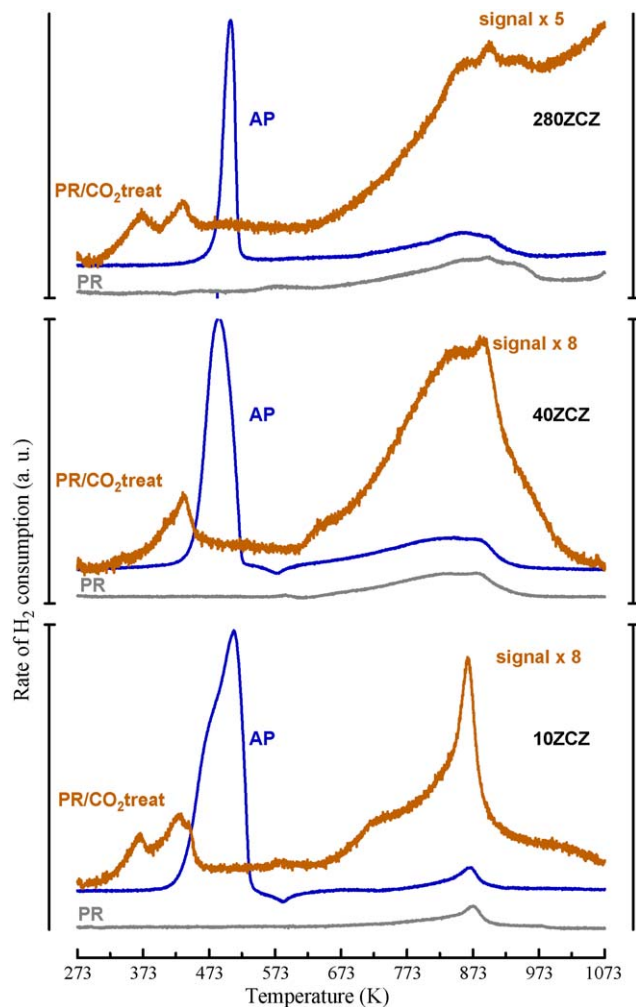 signal x 5
AP
280ZCZ
PR/CO2treat
PR
signal x 8
AP
40ZCZ
PR/CO2treat
PR
signal x 8
AP
10ZCZ
PR/CO2treat
PR
Rate of H2 consumption (a. u.)
273 373 473 573 673 773 873 973 1073
Temperature (K)